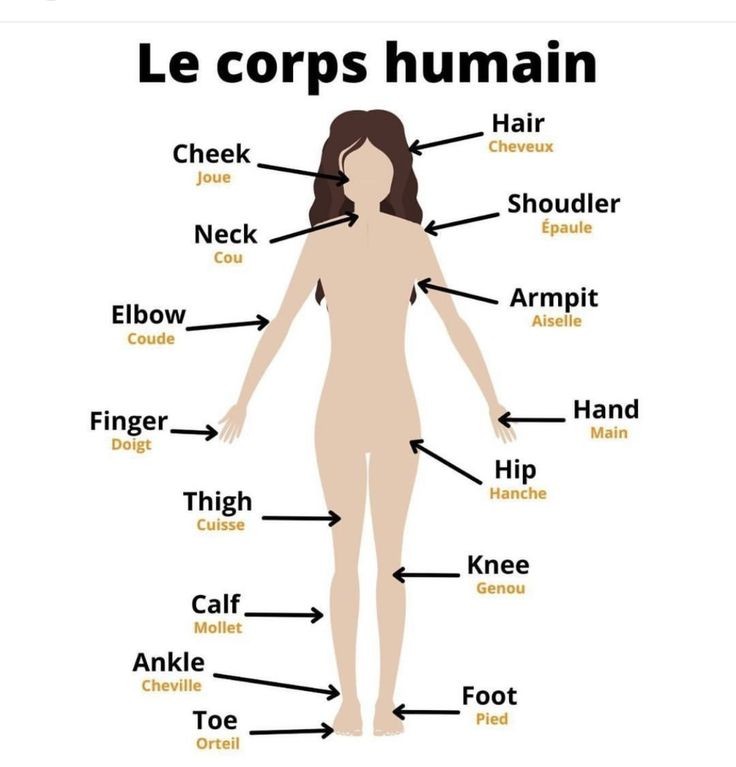 Le corps humain
Hair
Cheveux
Cheek
Joue
Shoudler
Épaule
Neck
Cou
Armpit
Aiselle
Elbow
Coude
Hand
Main
Finger
Doigt
Hip
Hanche
Thigh
Cuisse
Knee
Genou
Calf
Mollet
Ankle
Cheville
Foot
Pied
Toe
Orteil